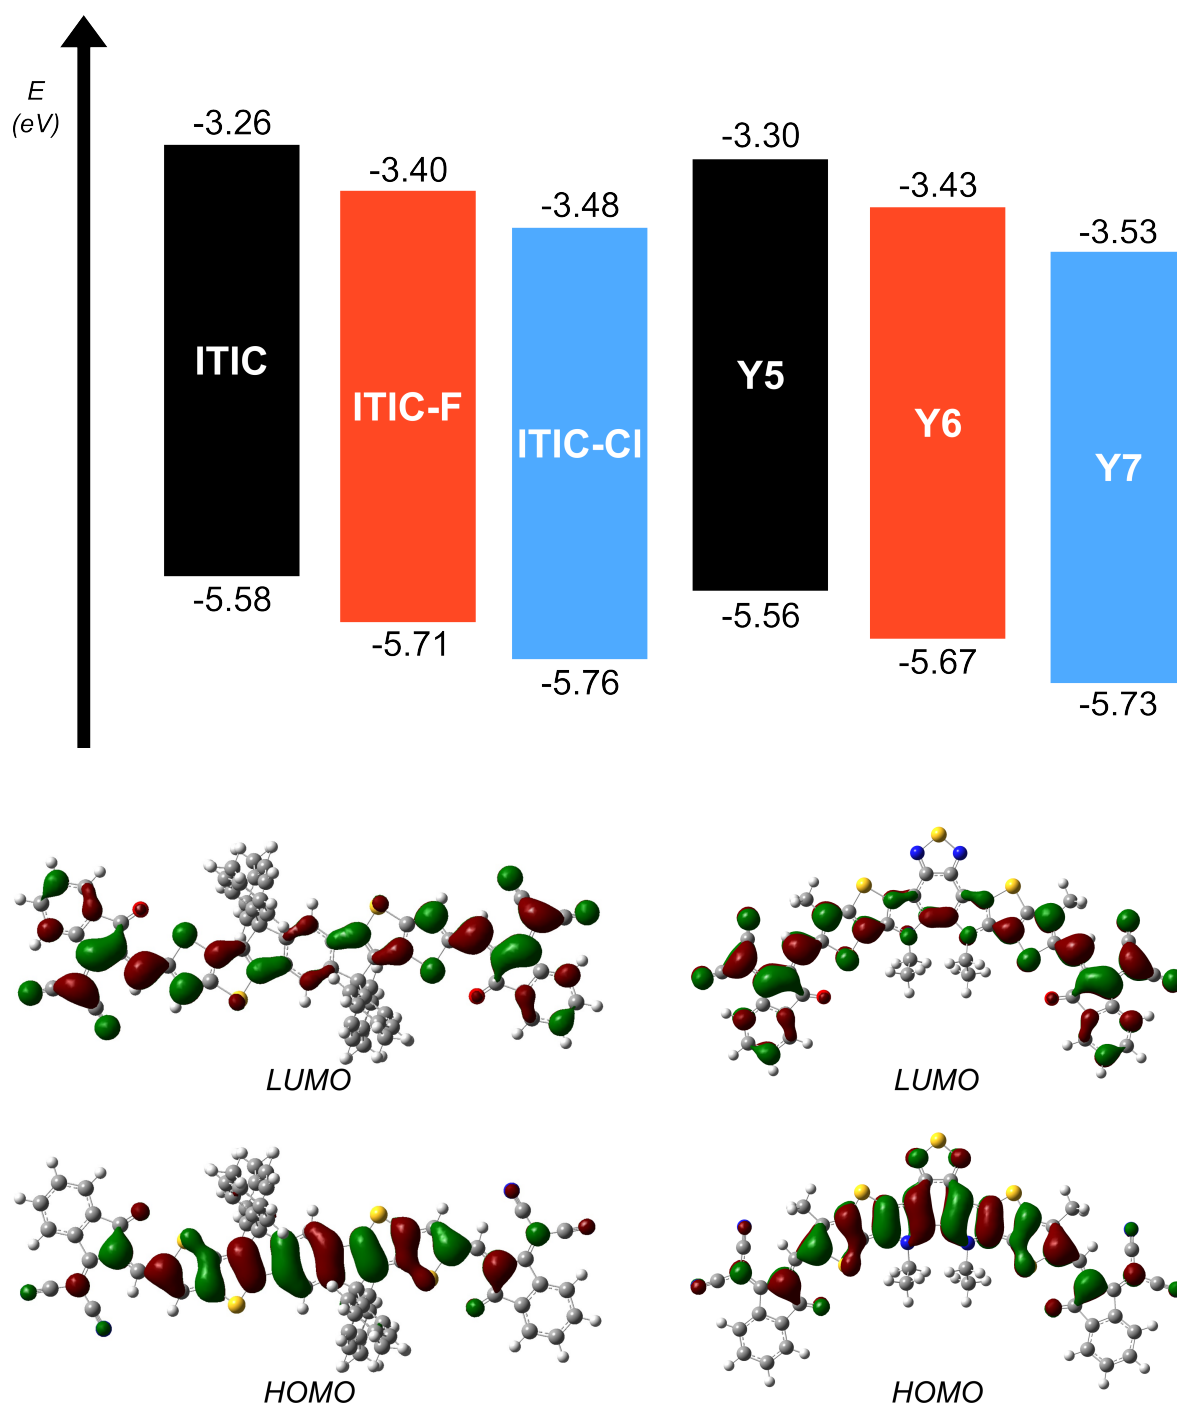 E
(eV)
-3.26
-3.40
-3.48
-3.30
-3.43
-3.53
ITIC
ITIC-F
ITIC-Cl
Y5
Y6
Y7
-5.58
-5.71
-5.76
-5.56
-5.67
-5.73
LUMO
LUMO
HOMO
HOMO